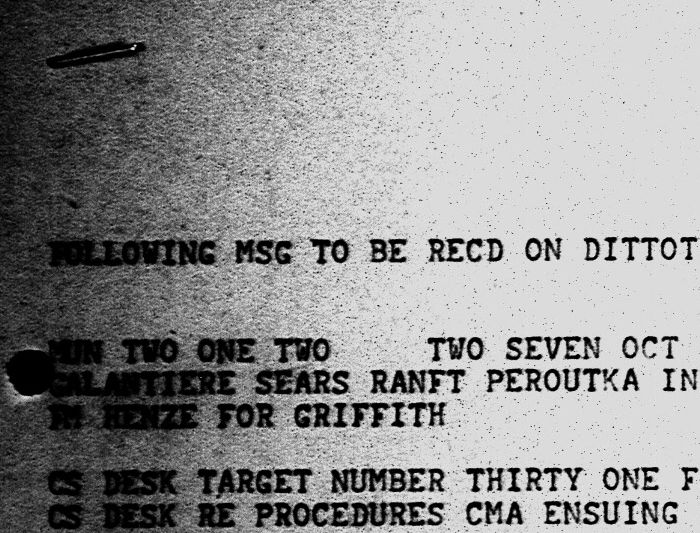 FOLLOWING MSG TO BE RECD ON DITTOT
MUN TWO ONE TWO TWO SEVEN OCT
GALANTIERE SEARS RANFT PEROUTKA IN
FM HENZE FOR GRIFFITH
CS DESK TARGET NUMBER THIRTY ONE F
CS DESK RE PROCEDURES CMA ENSUING